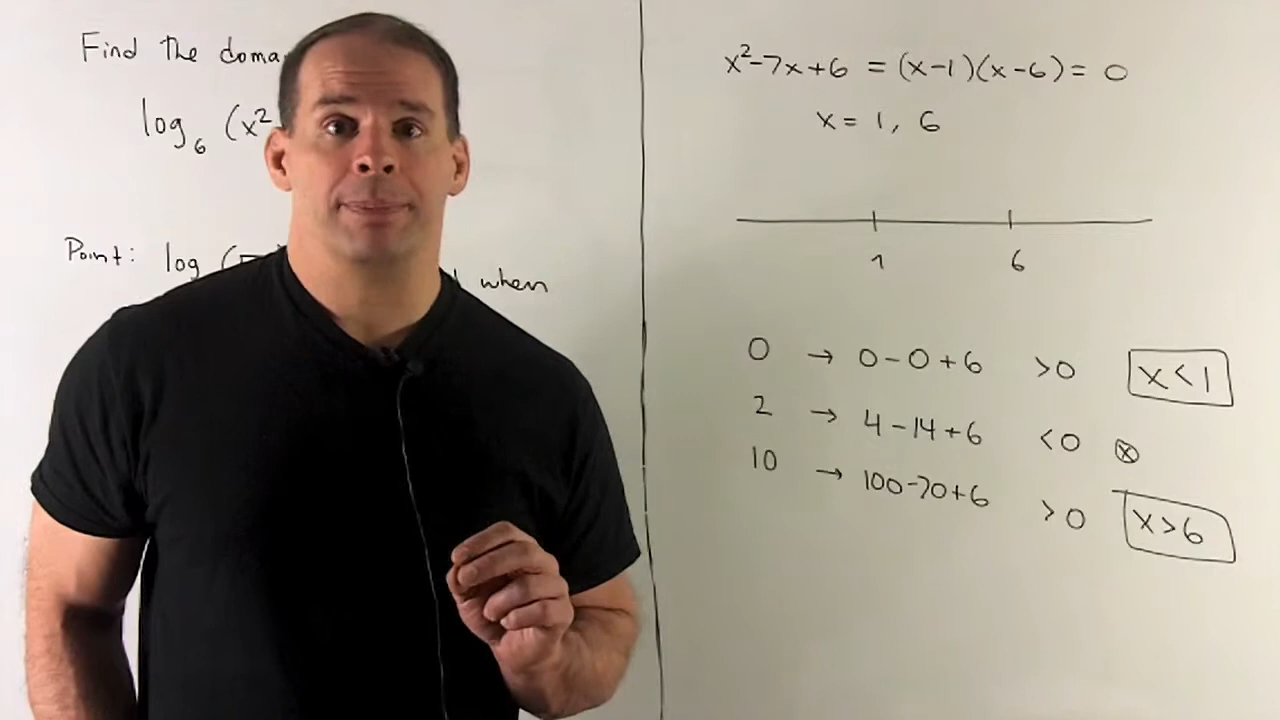 Find the
log₆ (x²
Point: log (
when
x²-7x+6 = (x-1)(x-6) = 0
x = 1, 6
1 6
0 → 0-0+6 >0 x<1
2 → 4-14+6 <0 ⊗
10 → 100-70+6 >0 x>6